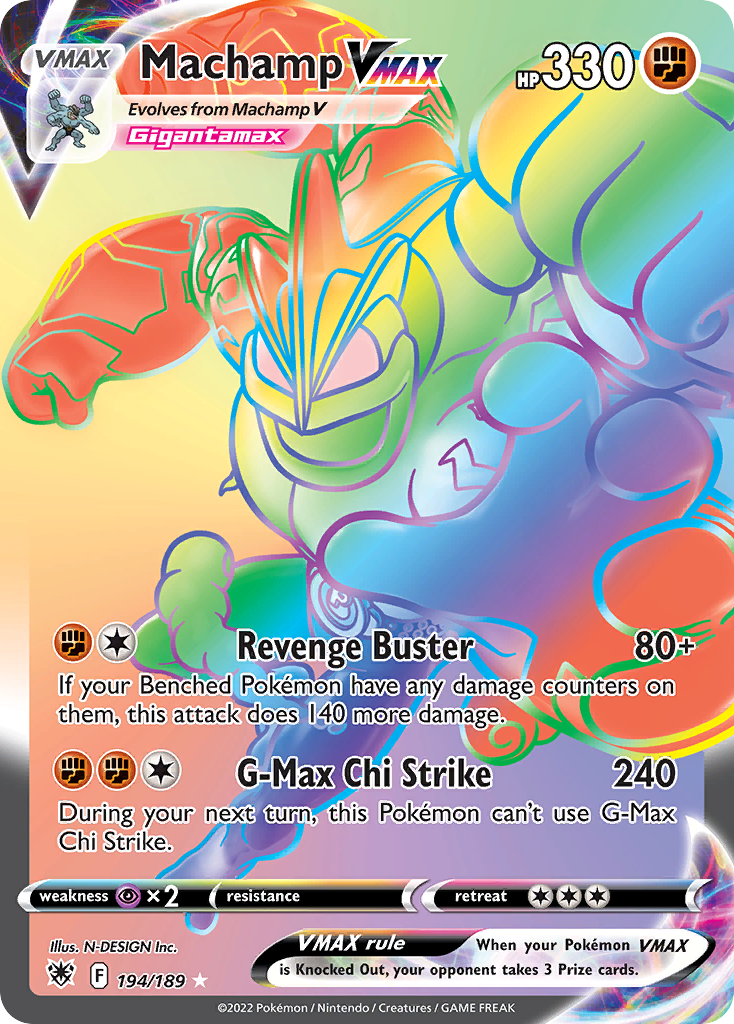 VMAX
Machamp VMAX
HP330
Evolves from Machamp V
Gigantamax
Revenge Buster 80+
If your Benched Pokémon have any damage counters on
them, this attack does 140 more damage.
G-Max Chi Strike 240
During your next turn, this Pokémon can't use G-Max
Chi Strike.
weakness ×2 resistance retreat
Illus. N-DESIGN Inc.
VMAX rule When your Pokémon VMAX
is Knocked Out, your opponent takes 3 Prize cards.
F 194/189
©2022 Pokémon / Nintendo / Creatures / GAME FREAK